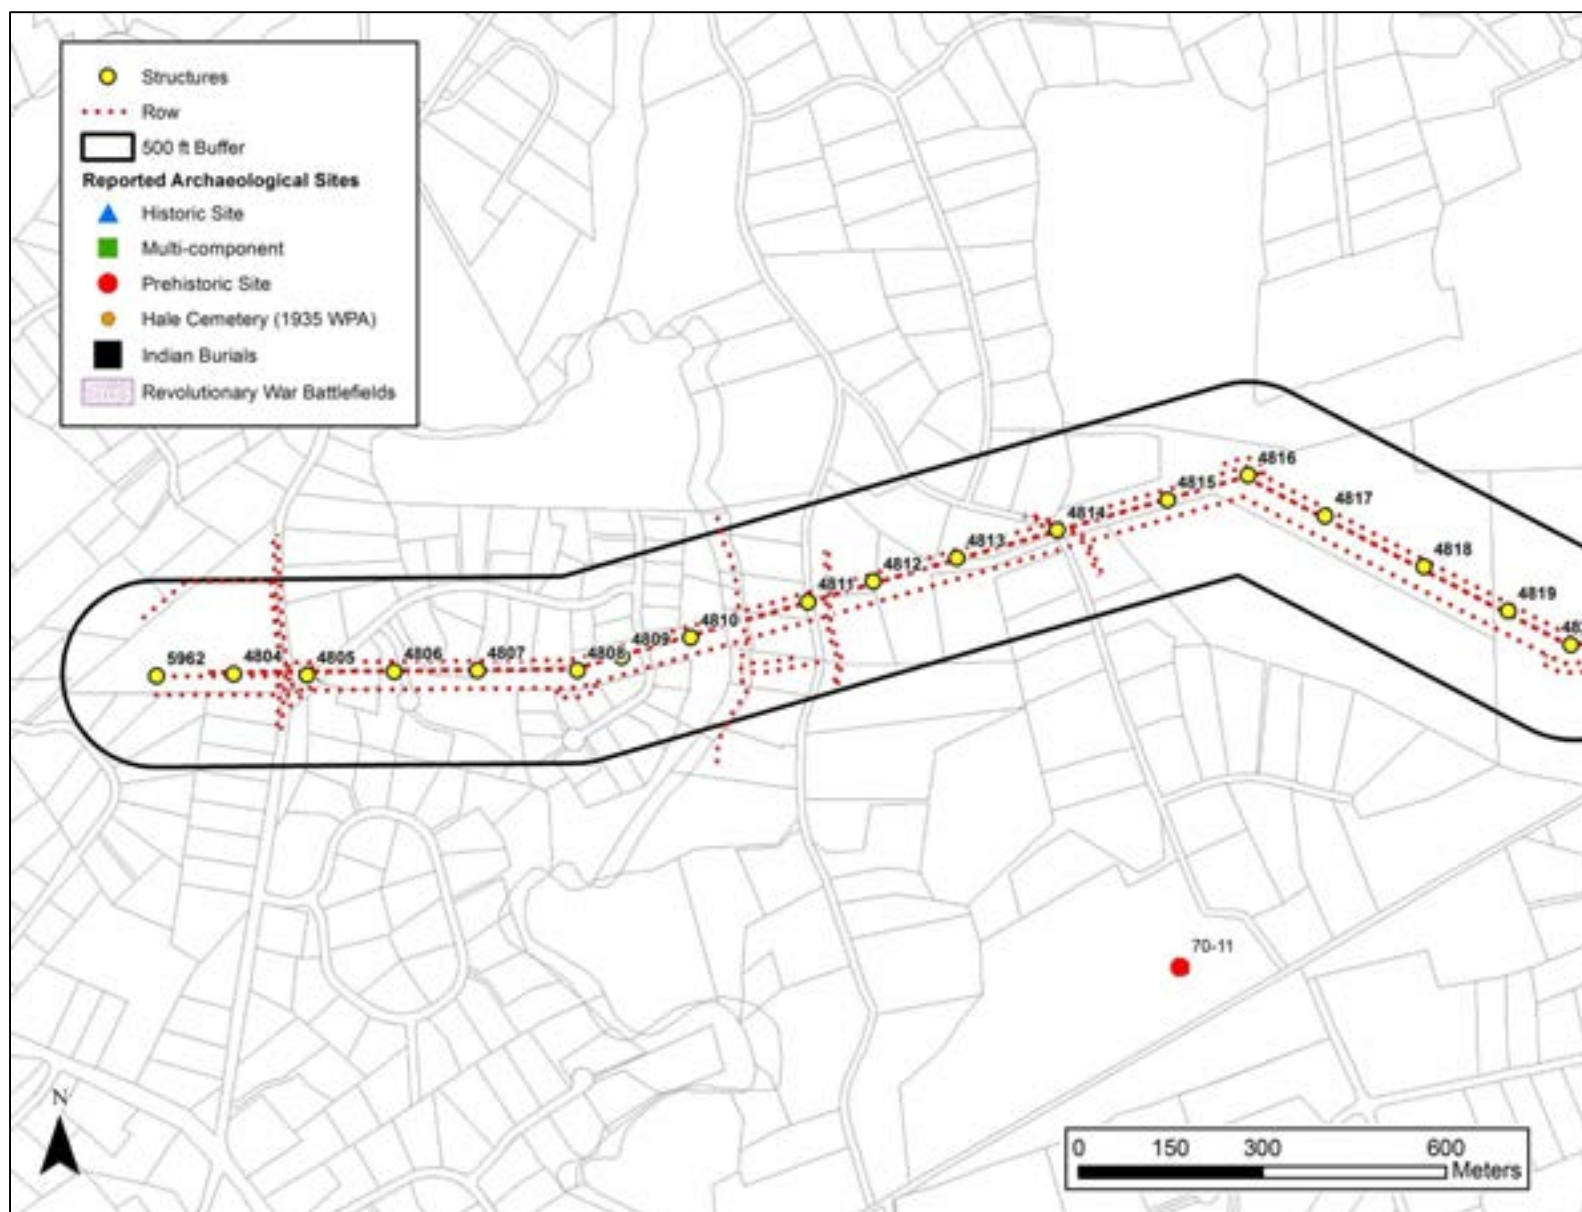 Structures
Row
500 ft Buffer
Reported Archaeological Sites
Historic Site
Multi-component
Prehistoric Site
Hale Cemetery (1935 WPA)
Indian Burials
Revolutionary War Battlefields
4816
4815
4817
4814
4813
4818
4812
4811
4819
4810
4809
4808
4807
4806
4805
4804
5962
70-11
N
0 150 300 600
Meters